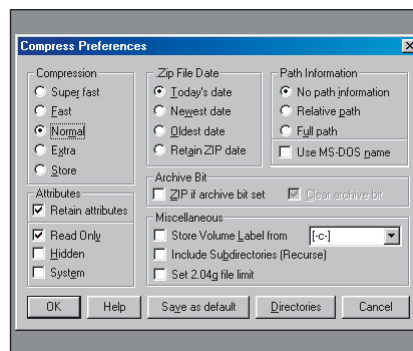 Compress Preferences
Compression
Super fast
Fast
Normal
Extra
Store
Attributes
Retain attributes
Read Only
Hidden
System
.Zip File Date
Today's date
Newest date
Oldest date
Retain ZIP date
Path Information
No path information
Relative path
Full path
Use MS-DOS name
Archive Bit
ZIP if archive bit set
Clear archive bit
Miscellaneous
Store Volume Label from [-c-]
Include Subdirectories (Recurse)
Set 2.04g file limit
OK Help Save as default Directories Cancel